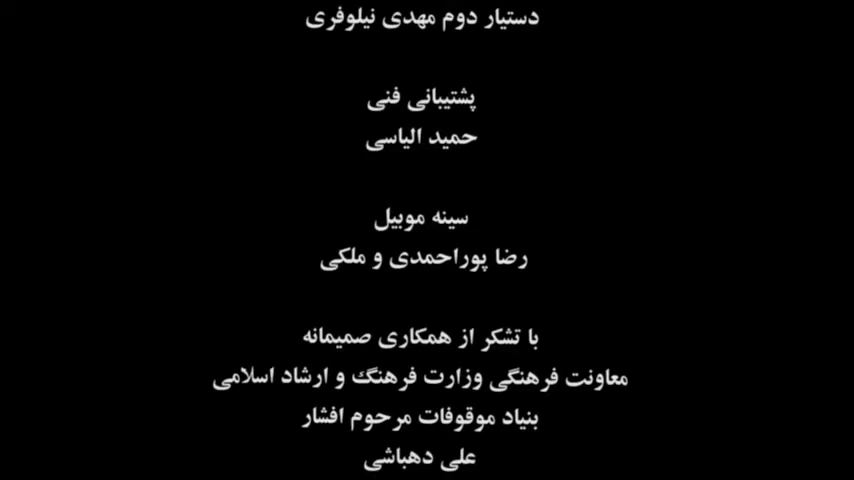 دستیار دوم مهدی نیلوفری
پشتیبانی فنی
حمید الیاسی
سینه موبیل
رضا پوراحمدی و ملکی
با تشکر از همکاری صمیمانه
معاونت فرهنگی وزارت فرهنگ و ارشاد اسلامی
بنیاد موقوفات مرحوم افشار
علی دهباشی